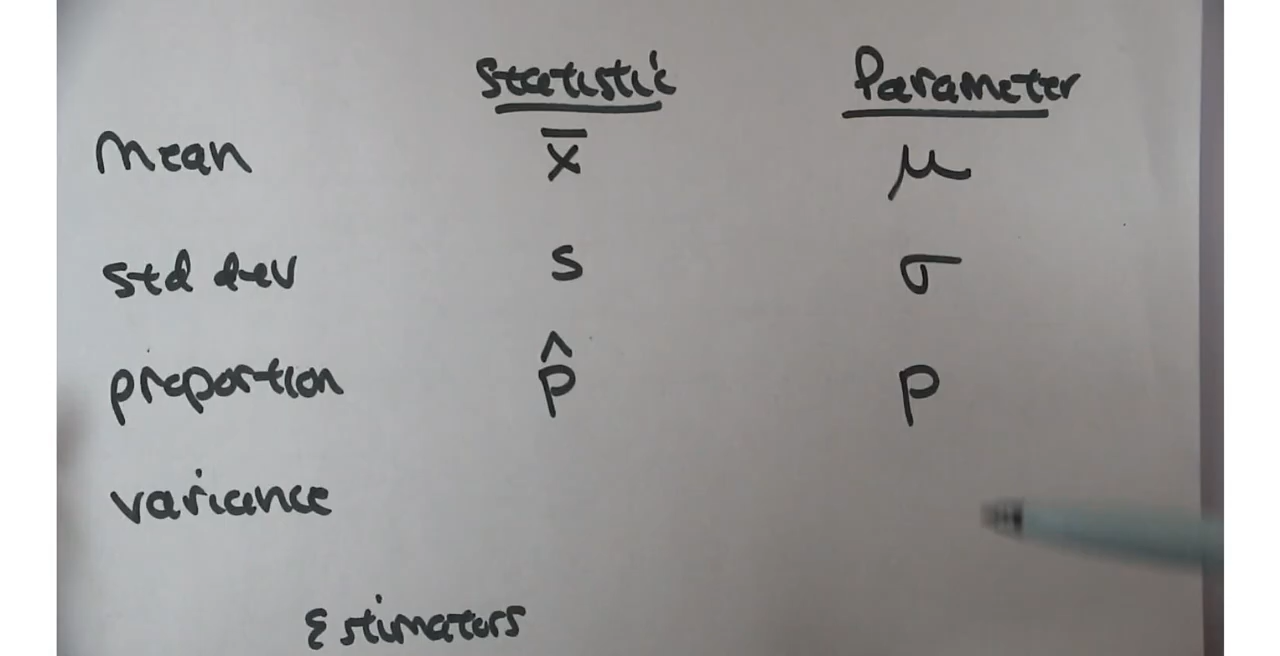 Statistic Parameter
Mean x̄ μ
std dev s σ
proportion p̂ p
variance
Estimators